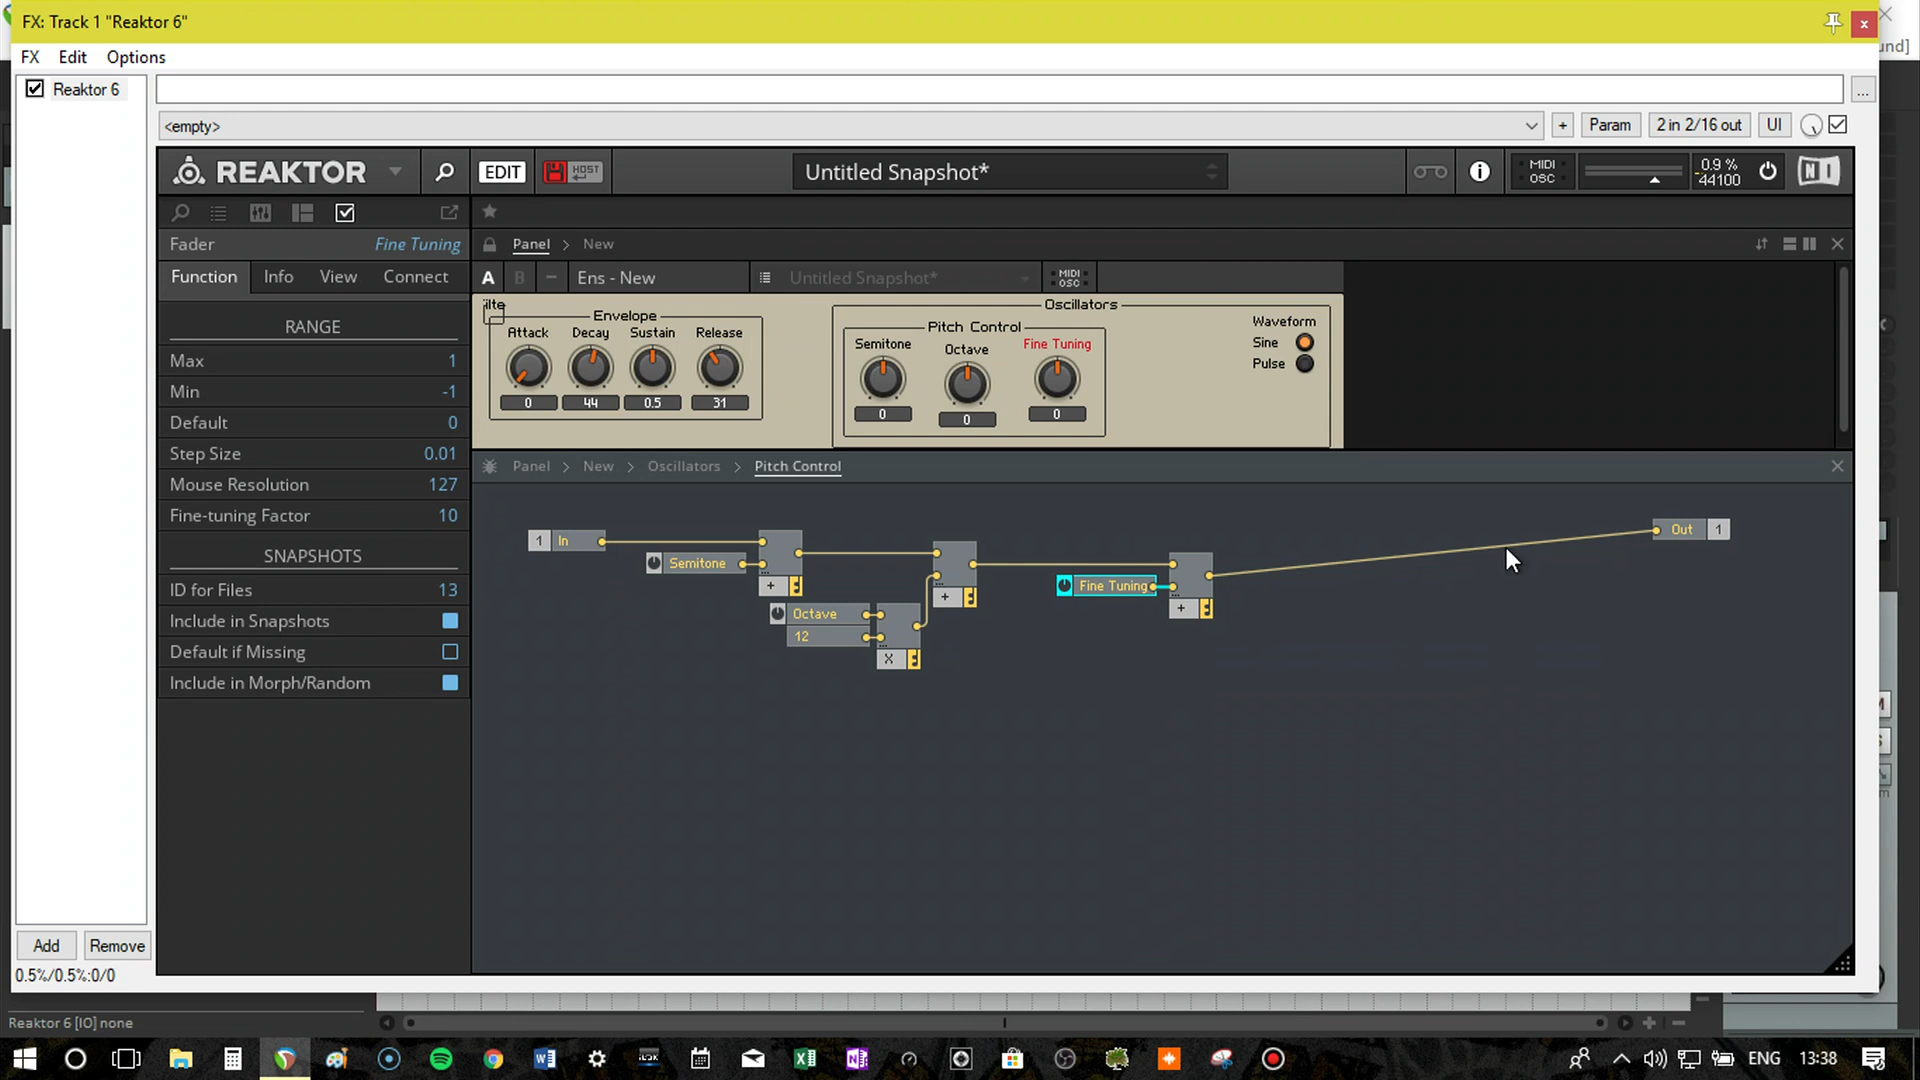 FX: Track 1 "Reaktor 6"
und]
FX Edit Options
Reaktor 6
...
<empty>
+ Param 2 in 2/16 out UI
REAKTOR EDIT HOST Untitled Snapshot* i MIDI OSC 0.9 % 44100 NI
Fader Fine Tuning
Panel > New
Function Info View Connect
A B - Ens - New Untitled Snapshot* MIDI OSC
RANGE
Max 1
Min -1
Default 0
Step Size 0.01
Mouse Resolution 127
Fine-tuning Factor 10
SNAPSHOTS
ID for Files 13
Include in Snapshots
Default if Missing
Include in Morph/Random
ilte
Envelope
Attack Decay Sustain Release
0 44 0.5 31
Oscillators
Pitch Control
Semitone Octave Fine Tuning
0 0 0
Waveform
Sine
Pulse
Panel > New > Oscillators > Pitch Control
1 In
Semitone
+
Octave
12
X
+
Fine Tuning
+
Out 1
Add Remove
0.5%/0.5%:0/0
Reaktor 6 [IO] none
ENG 13:38